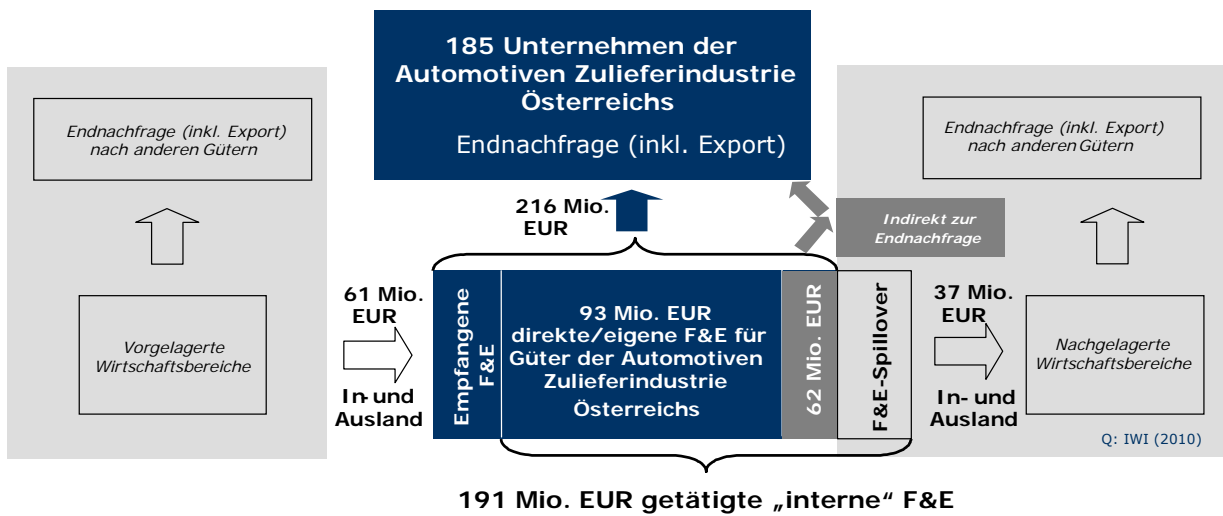 185 Unternehmen der
Automotiven Zulieferindustrie
Österreichs
Endnachfrage (inkl. Export)
Endnachfrage (inkl. Export)
nach anderen Gütern
Endnachfrage (inkl. Export)
nach anderen Gütern
216 Mio.
EUR
Indirekt zur
Endnachfrage
Vorgelagerte
Wirtschaftsbereiche
61 Mio.
EUR
In- und
Ausland
Empfangene
F&E
93 Mio. EUR
direkte/eigene F&E für
Güter der Automotiven
Zulieferindustrie
Österreichs
62 Mio. EUR
F&E-Spillover
37 Mio.
EUR
In- und
Ausland
Nachgelagerte
Wirtschaftsbereiche
Q: IWI (2010)
191 Mio. EUR getätigte „interne“ F&E